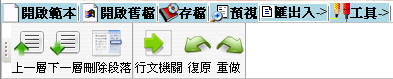 開啟範本 開啟舊檔 存檔 預視 匯出入-> 工具->
上一層 下一層 刪除段落 行文機關 復原 重做